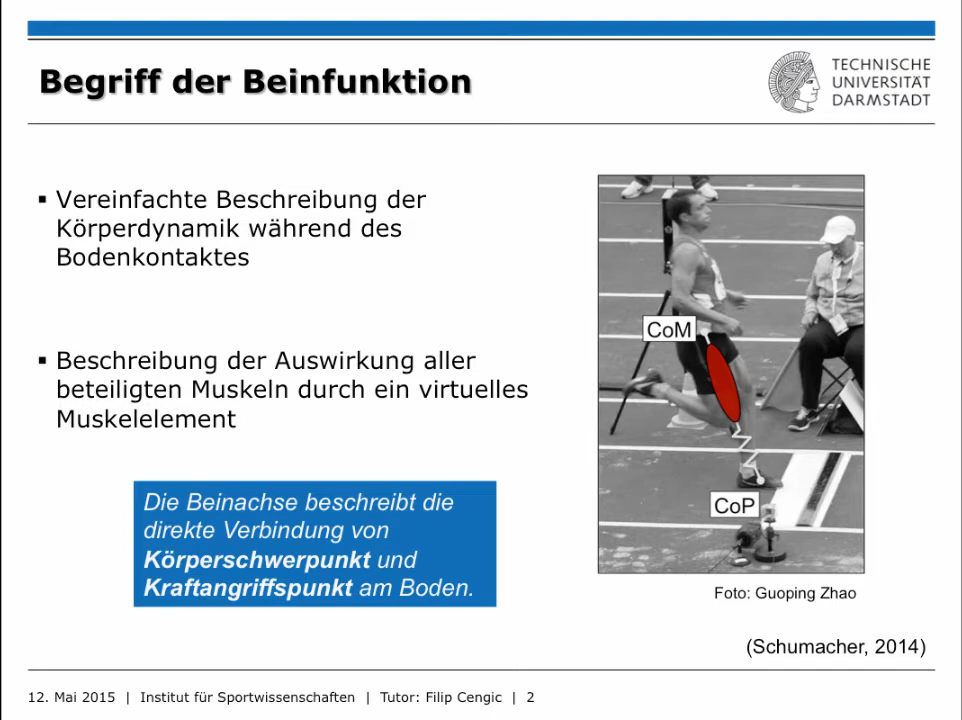 Begriff der Beinfunktion
TECHNISCHE
UNIVERSITÄT
DARMSTADT
▪ Vereinfachte Beschreibung der
Körperdynamik während des
Bodenkontaktes
▪ Beschreibung der Auswirkung aller
beteiligten Muskeln durch ein virtuelles
Muskelelement
Die Beinachse beschreibt die
direkte Verbindung von
Körperschwerpunkt und
Kraftangriffspunkt am Boden.
CoM
CoP
Foto: Guoping Zhao
(Schumacher, 2014)
12. Mai 2015 | Institut für Sportwissenschaften | Tutor: Filip Cengic | 2